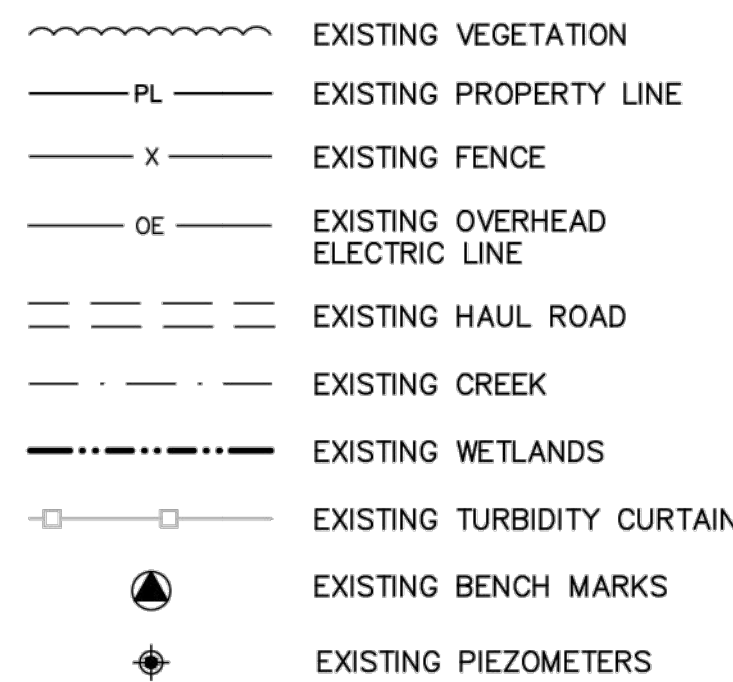 EXISTING VEGETATION
PL EXISTING PROPERTY LINE
X EXISTING FENCE
OE EXISTING OVERHEAD
ELECTRIC LINE
EXISTING HAUL ROAD
EXISTING CREEK
EXISTING WETLANDS
EXISTING TURBIDITY CURTAIN
EXISTING BENCH MARKS
EXISTING PIEZOMETERS